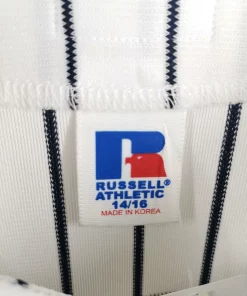 RUSSELL®
ATHLETIC
14/16
MADE IN KOREA